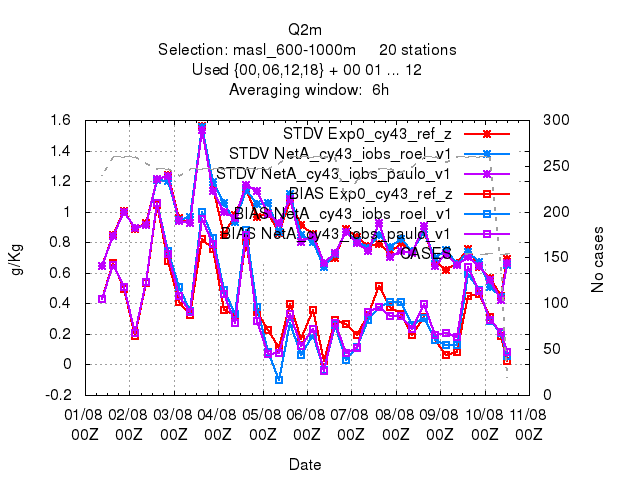 Q2m
Selection: masl_600-1000m 20 stations
Used {00,06,12,18} + 00 01 ... 12
Averaging window: 6h
g/Kg
1.6
1.4
1.2
1
0.8
0.6
0.4
0.2
0
-0.2
STDV Exp0_cy43_ref_z
STDV NetA_cy43_iobs_roel_v1
STDV NetA_cy43_iobs_paulo_v1
BIAS Exp0_cy43_ref_z
BIAS NetA_cy43_iobs_roel_v1
BIAS NetA_cy43_iobs_paulo_v1
CASES
300
250
200
150
100
50
0
No cases
01/08 02/08 03/08 04/08 05/08 06/08 07/08 08/08 09/08 10/08 11/08
00Z 00Z 00Z 00Z 00Z 00Z 00Z 00Z 00Z 00Z 00Z
Date